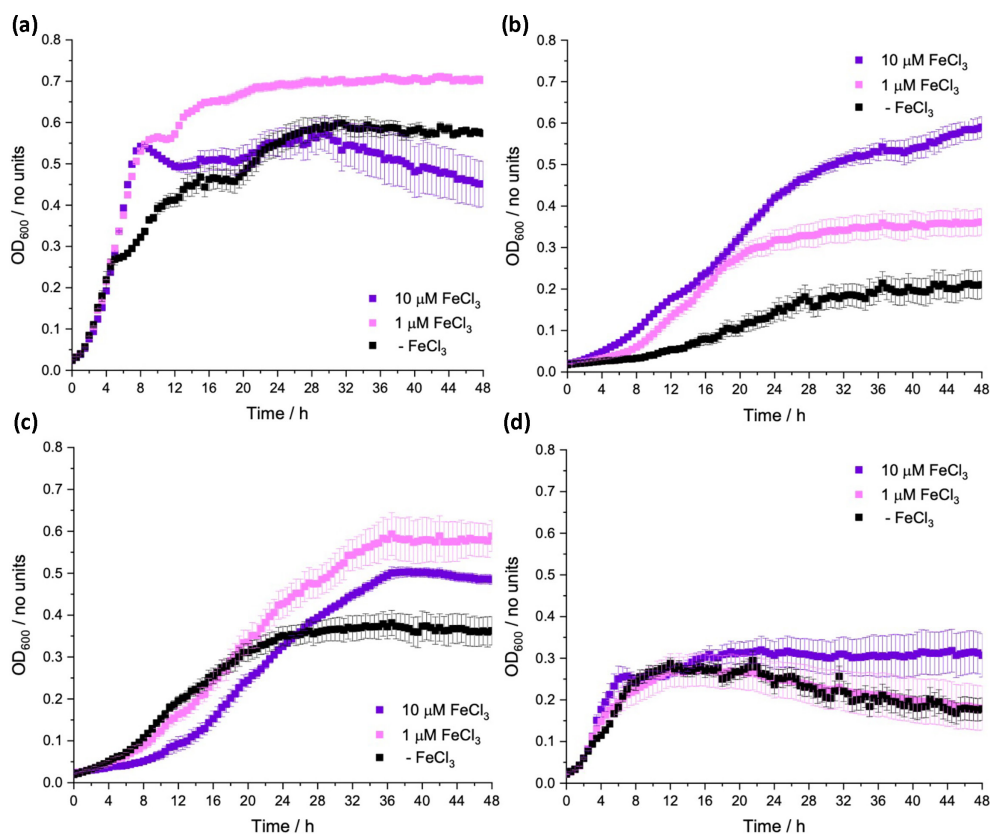 (a)
0.8
0.7
0.6
0.5
0.4
0.3
0.2
0.1
0.0
OD₆₀₀ / no units
10 μM FeCl₃
1 μM FeCl₃
- FeCl₃
0 4 8 12 16 20 24 28 32 36 40 44 48
Time / h
(b)
0.8
0.7
0.6
0.5
0.4
0.3
0.2
0.1
0.0
OD₆₀₀ / no units
10 μM FeCl₃
1 μM FeCl₃
- FeCl₃
0 4 8 12 16 20 24 28 32 36 40 44 48
Time / h
(c)
0.8
0.7
0.6
0.5
0.4
0.3
0.2
0.1
0.0
OD₆₀₀ / no units
10 μM FeCl₃
1 μM FeCl₃
- FeCl₃
0 4 8 12 16 20 24 28 32 36 40 44 48
Time / h
(d)
0.8
0.7
0.6
0.5
0.4
0.3
0.2
0.1
0.0
OD₆₀₀ / no units
10 μM FeCl₃
1 μM FeCl₃
- FeCl₃
0 4 8 12 16 20 24 28 32 36 40 44 48
Time / h